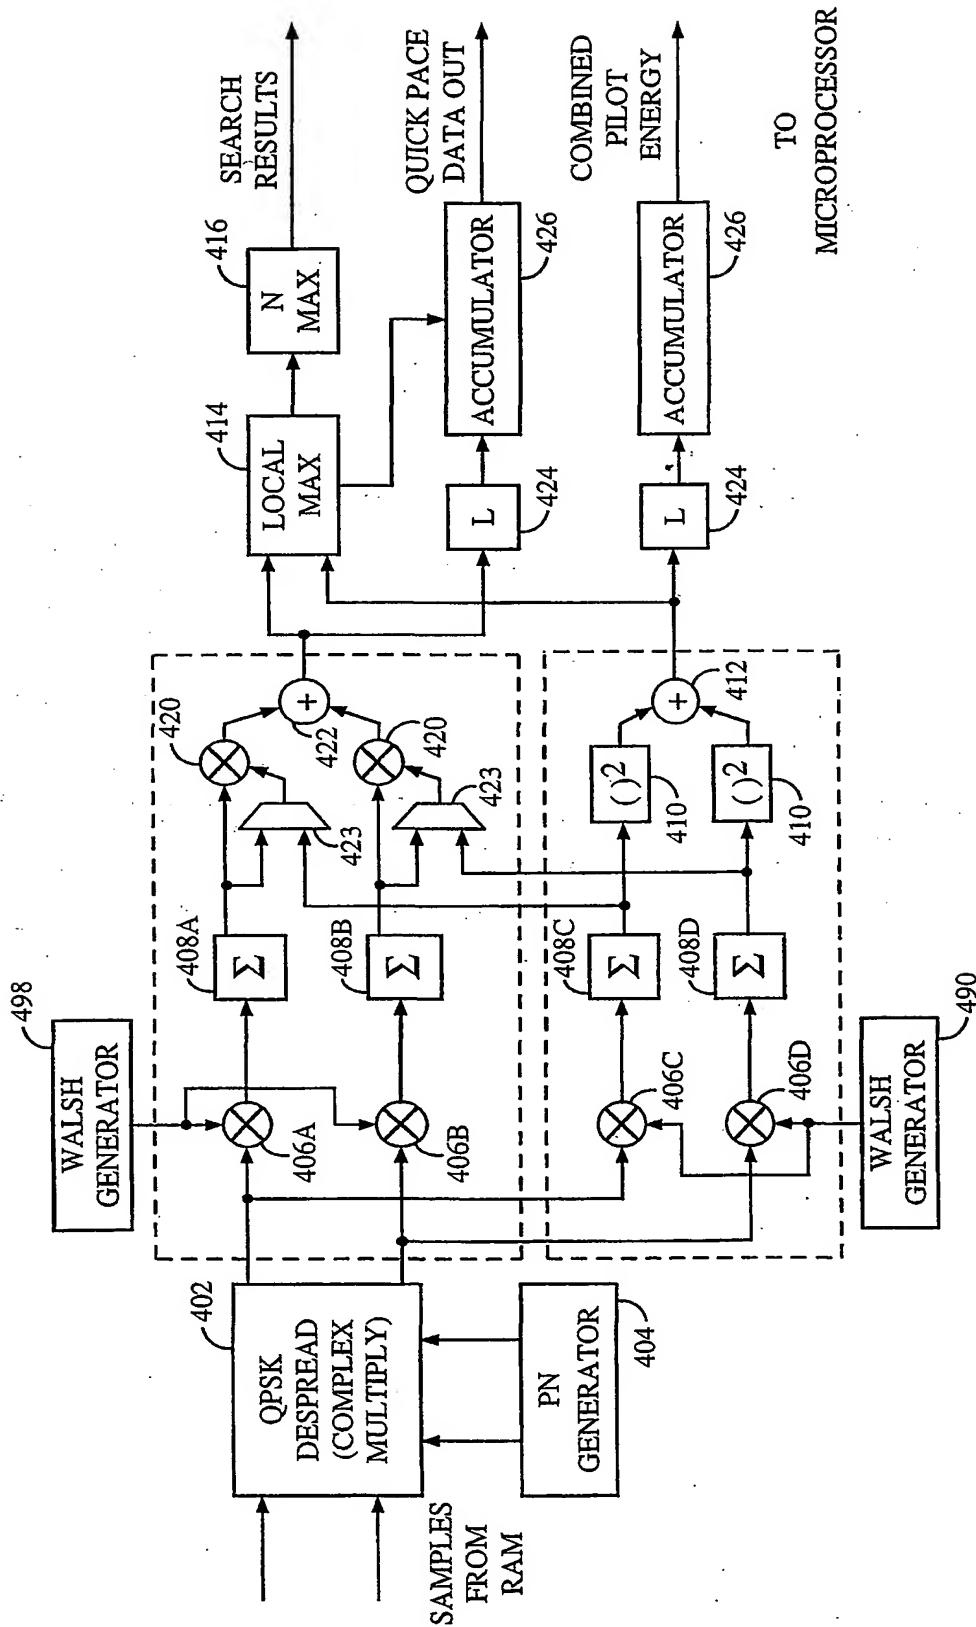 SAMPLES
FROM
RAM
402
QPSK
DESPREAD
(COMPLEX
MULTIPLY)
PN
GENERATOR
404
WALSH
GENERATOR
498
406A
406B
408A
Σ
408B
Σ
420
420
+
422
423
423
406C
406D
WALSH
GENERATOR
490
408C
Σ
408D
Σ
( )2
410
( )2
410
+
412
414
LOCAL
MAX
416
N
MAX
SEARCH
RESULTS
L
424
ACCUMULATOR
426
QUICK PACE
DATA OUT
L
424
ACCUMULATOR
426
COMBINED
PILOT
ENERGY
TO
MICROPROCESSOR